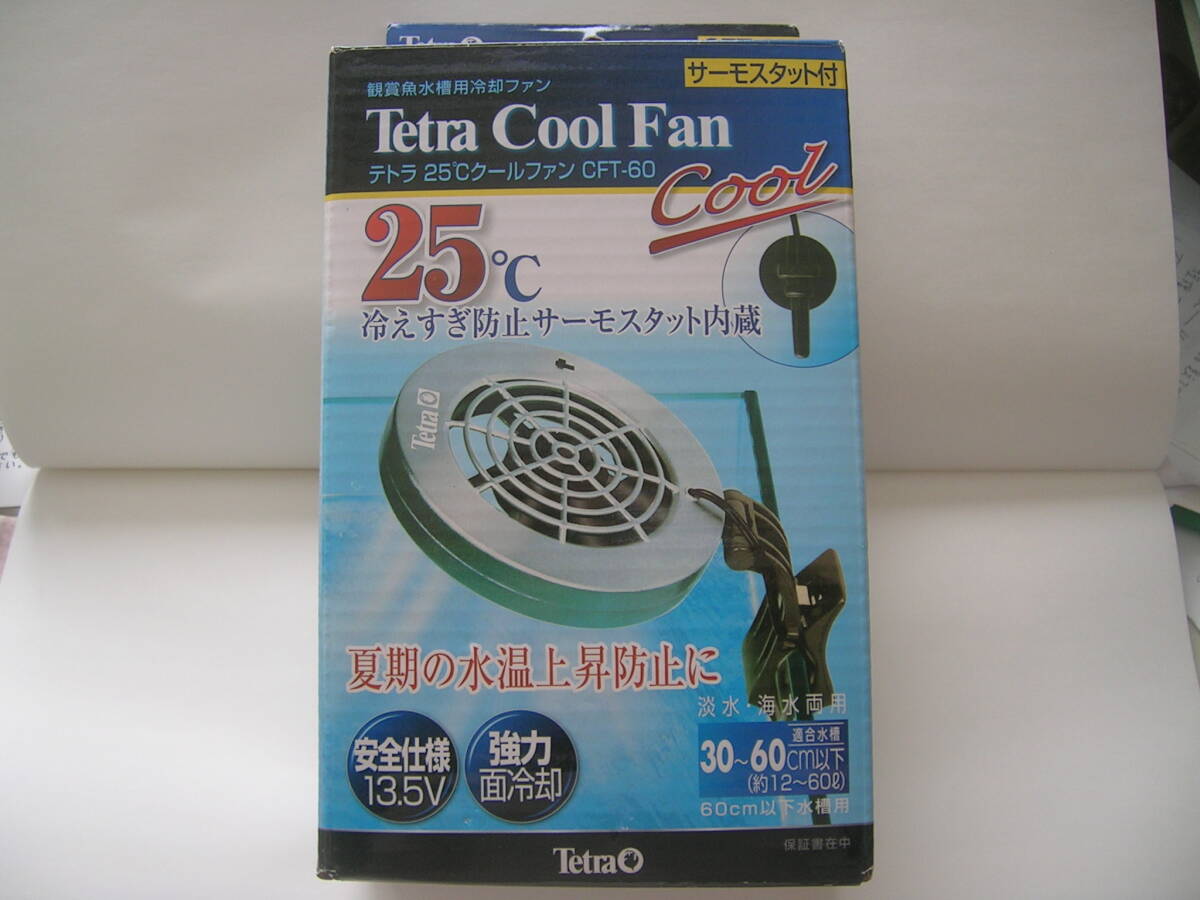 Tetra
サーモスタット付
観賞魚水槽用冷却ファン
Tetra Cool Fan
テトラ 25℃クールファン CFT-60
Cool
25℃
冷えすぎ防止サーモスタット内蔵
Tetra
夏期の水温上昇防止に
淡水・海水両用
安全仕様
13.5V
強力
面冷却
適合水槽
30～60cm以下
(約12～60ℓ)
60cm以下水槽用
保証書在中
Tetra